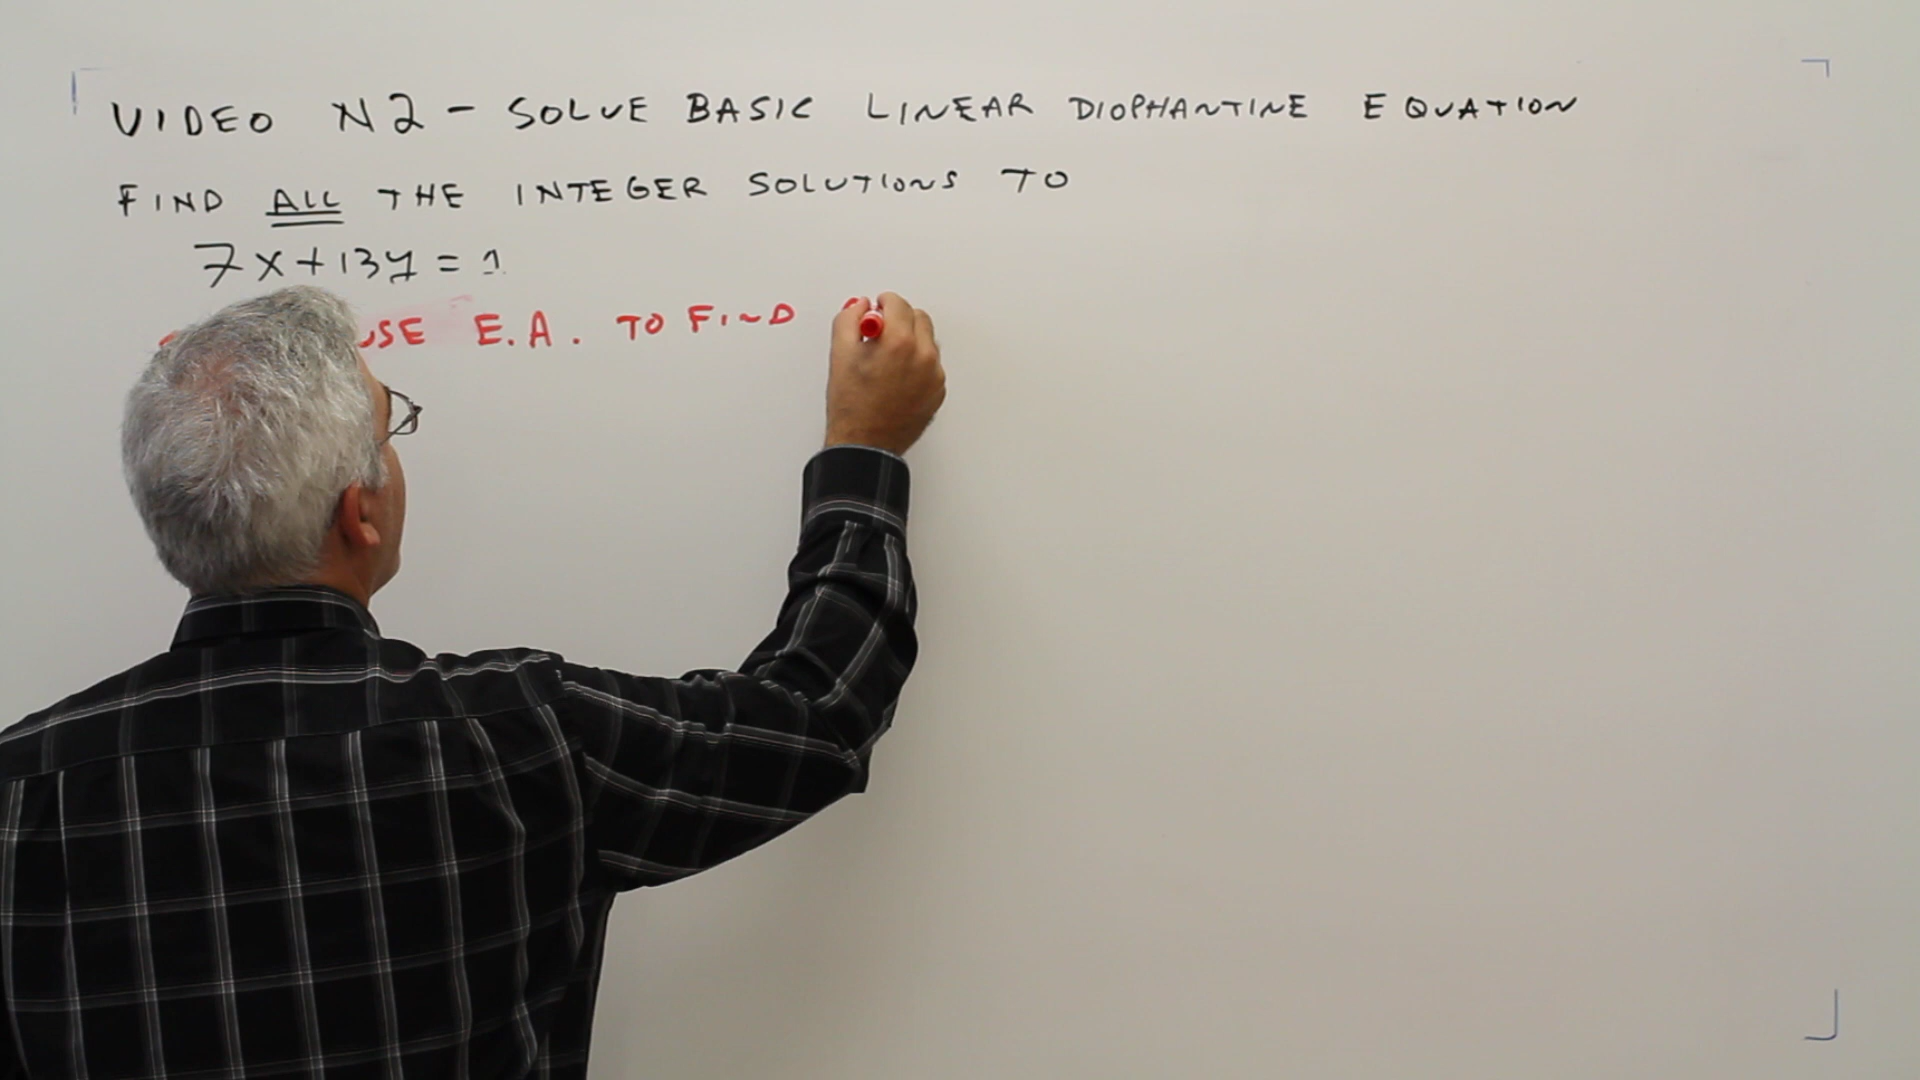 VIDEO N2 - SOLVE BASIC LINEAR DIOPHANTINE EQUATION
FIND ALL THE INTEGER SOLUTIONS TO
7x+13y = 1
USE E.A. TO FIND